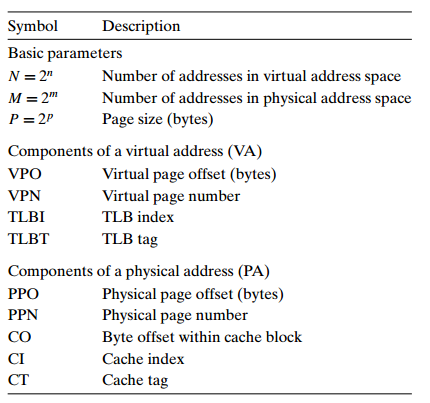 Symbol Description
Basic parameters
N = 2ⁿ Number of addresses in virtual address space
M = 2ᵐ Number of addresses in physical address space
P = 2ᵖ Page size (bytes)
Components of a virtual address (VA)
VPO Virtual page offset (bytes)
VPN Virtual page number
TLBI TLB index
TLBT TLB tag
Components of a physical address (PA)
PPO Physical page offset (bytes)
PPN Physical page number
CO Byte offset within cache block
CI Cache index
CT Cache tag